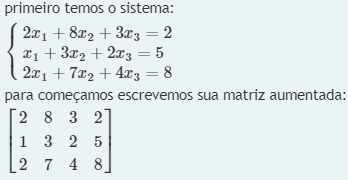 primeiro temos o sistema:
2x₁ + 8x₂ + 3x₃ = 2
x₁ + 3x₂ + 2x₃ = 5
2x₁ + 7x₂ + 4x₃ = 8
para começamos escrevemos sua matriz aumentada:
2 8 3 2
1 3 2 5
2 7 4 8